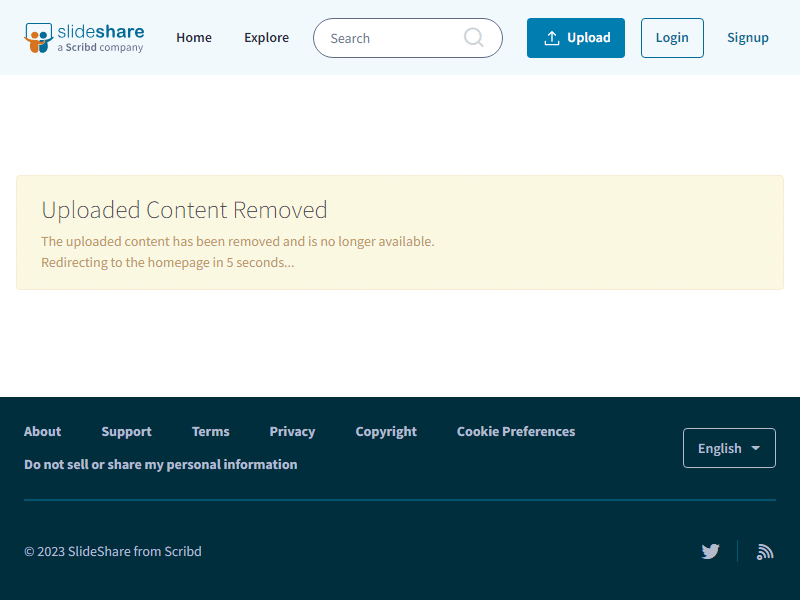 slideshare
a Scribd company
Home
Explore
Search
Upload
Login
Signup
Uploaded Content Removed
The uploaded content has been removed and is no longer available.
Redirecting to the homepage in 5 seconds...
About
Support
Terms
Privacy
Copyright
Cookie Preferences
Do not sell or share my personal information
English
© 2023 SlideShare from Scribd